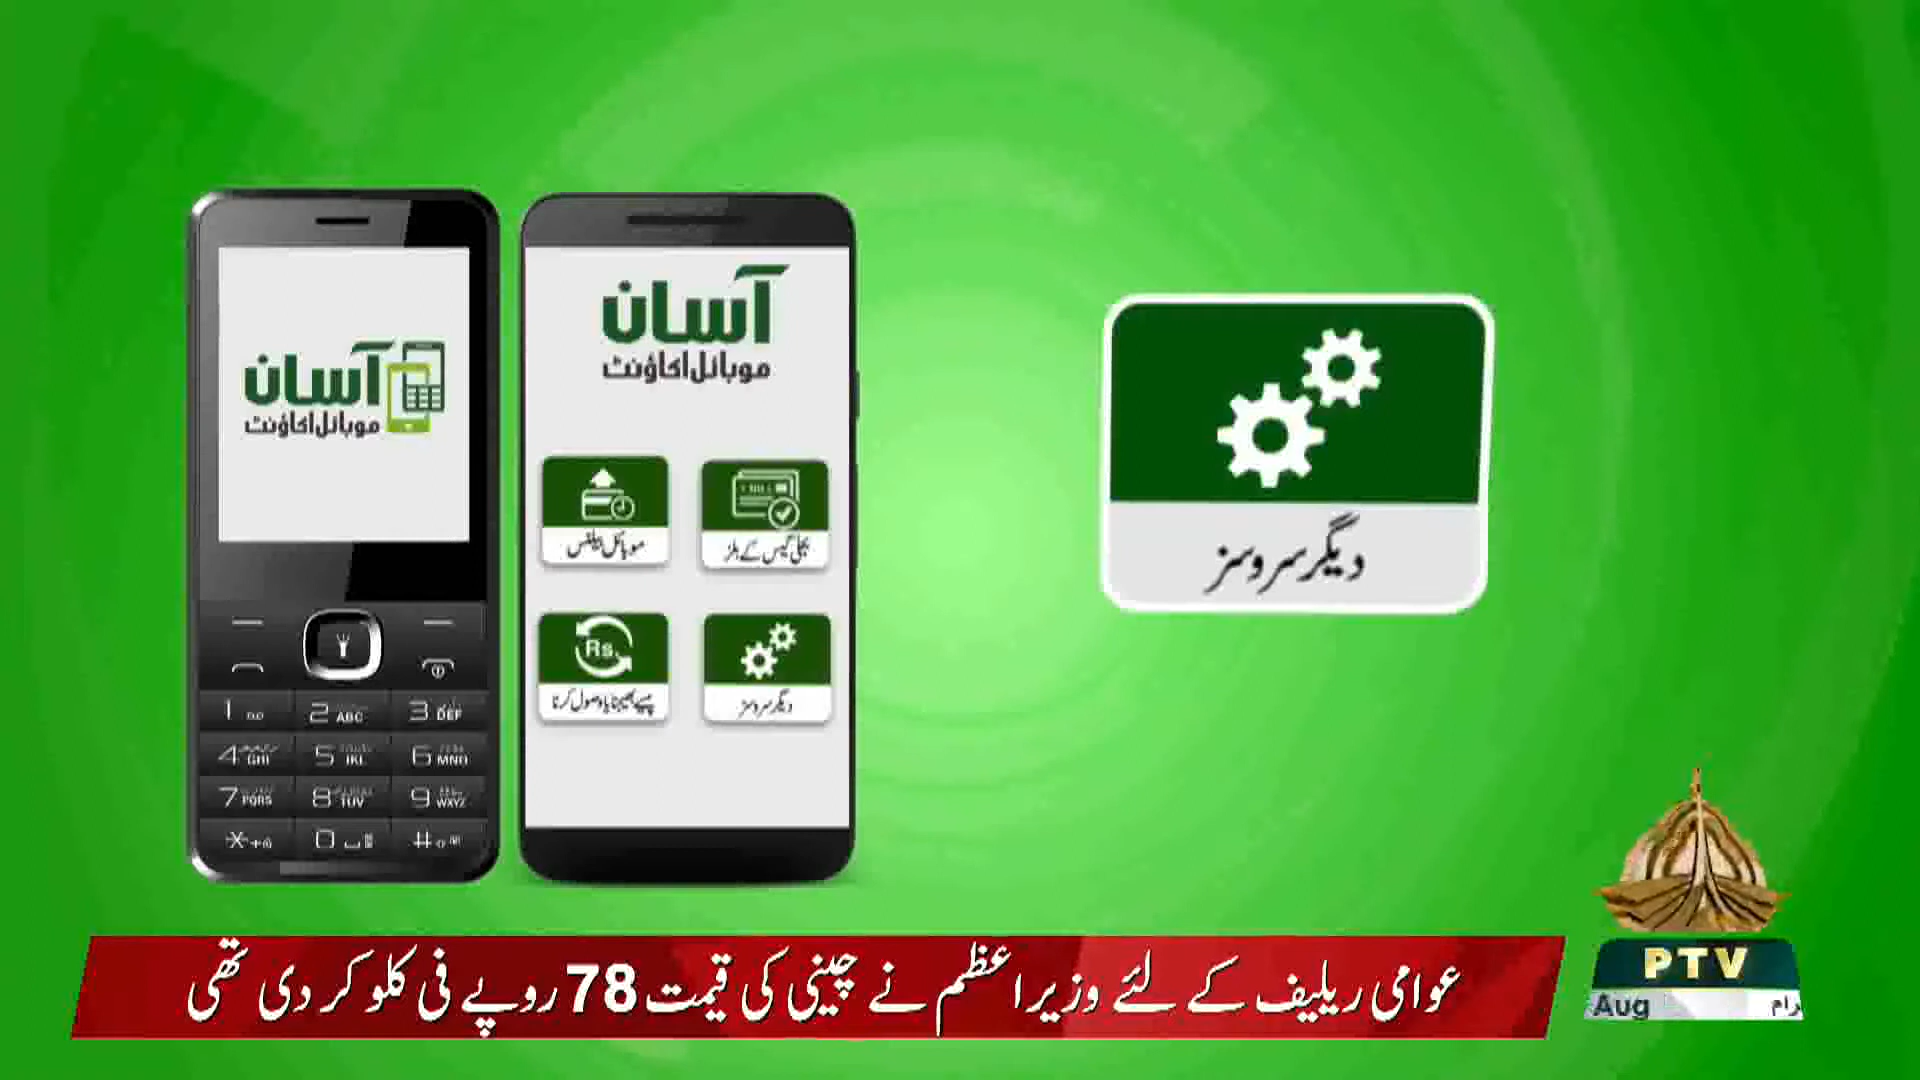 آسان
موبائل اکاؤنٹ
آسان
موبائل اکاؤنٹ
موبائل بیلنس
بجلی گیس کے بلز
Rs.
پیسے بھیجنا یا وصول کرنا
دیگر سروسز
دیگر سروسز
1
2 ABC
3 DEF
4 GHI
5 JKL
6 MNO
7 PQRS
8 TUV
9 WXYZ
* +
0
#
عوامی ریلیف کے لئے وزیراعظم نے چینی کی قیمت 78 روپے فی کلو کر دی تھی
PTV
Aug